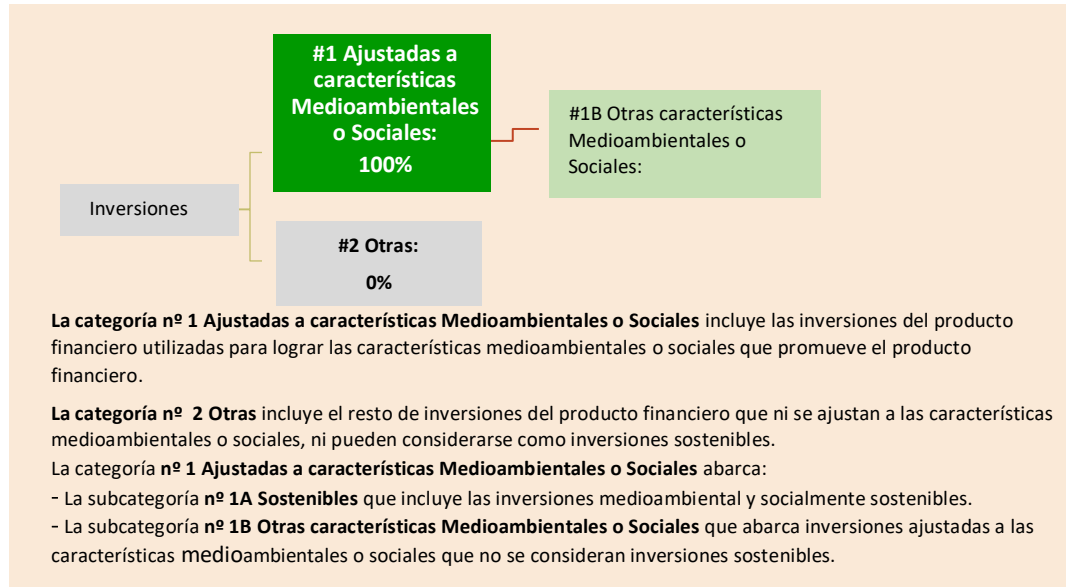 #1 Ajustadas a
características
Medioambientales
o Sociales:
100%
#1B Otras características
Medioambientales o
Sociales:
Inversiones
#2 Otras:
0%
La categoría nº 1 Ajustadas a características Medioambientales o Sociales incluye las inversiones del producto
financiero utilizadas para lograr las características medioambientales o sociales que promueve el producto
financiero.
La categoría nº 2 Otras incluye el resto de inversiones del producto financiero que ni se ajustan a las características
medioambientales o sociales, ni pueden considerarse como inversiones sostenibles.
La categoría nº 1 Ajustadas a características Medioambientales o Sociales abarca:
- La subcategoría nº 1A Sostenibles que incluye las inversiones medioambiental y socialmente sostenibles.
- La subcategoría nº 1B Otras características Medioambientales o Sociales que abarca inversiones ajustadas a las
características medioambientales o sociales que no se consideran inversiones sostenibles.